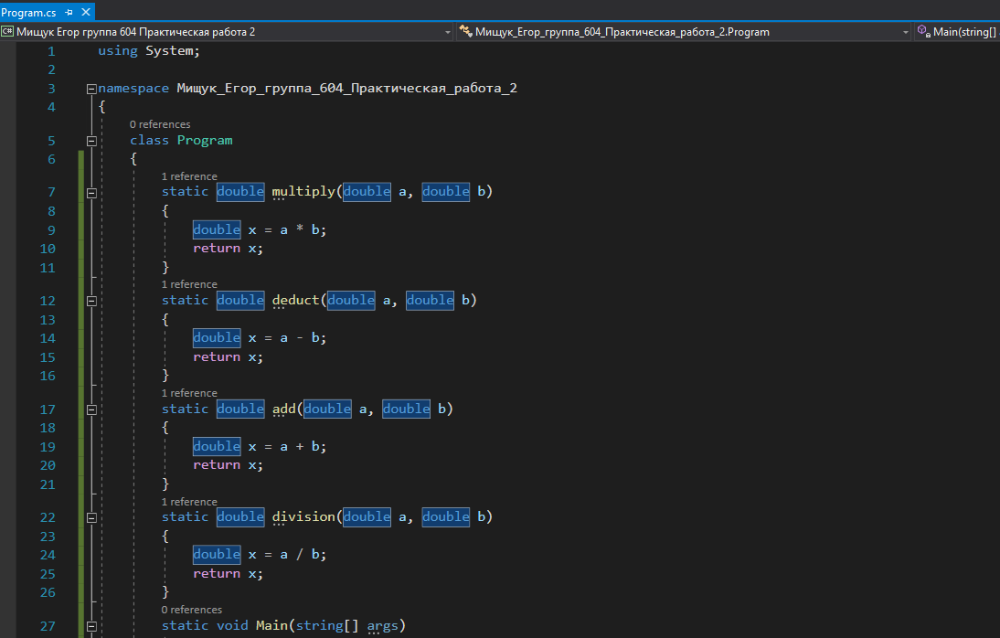 Program.cs
C# Мищук Егор группа 604 Практическая работа 2 Мищук_Егор_группа_604_Практическая_работа_2.Program Main(string[]
1 using System;
2
3 namespace Мищук_Егор_группа_604_Практическая_работа_2
4 {
0 references
5 class Program
6 {
1 reference
7 static double multiply(double a, double b)
8 {
9 double x = a * b;
10 return x;
11 }
1 reference
12 static double deduct(double a, double b)
13 {
14 double x = a - b;
15 return x;
16 }
1 reference
17 static double add(double a, double b)
18 {
19 double x = a + b;
20 return x;
21 }
1 reference
22 static double division(double a, double b)
23 {
24 double x = a / b;
25 return x;
26 }
0 references
27 static void Main(string[] args)